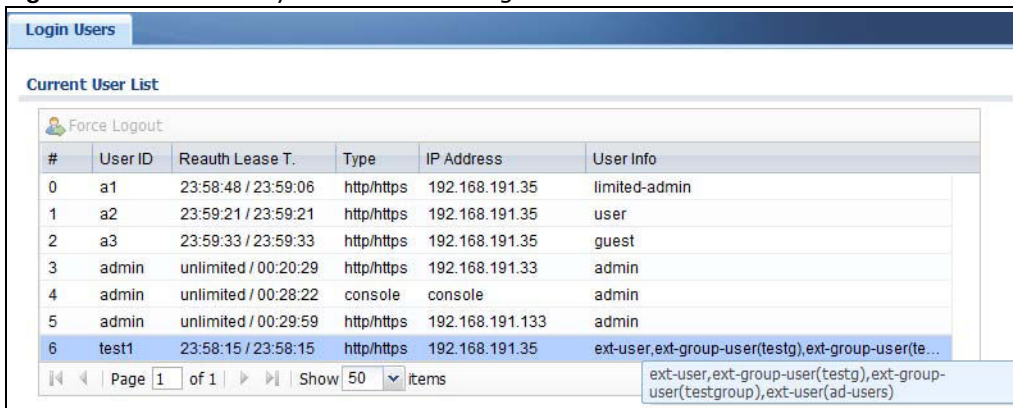 Login Users
Current User List
Force Logout
# User ID Reauth Lease T. Type IP Address User Info
0 a1 23:58:48 / 23:59:06 http/https 192.168.191.35 limited-admin
1 a2 23:59:21 / 23:59:21 http/https 192.168.191.35 user
2 a3 23:59:33 / 23:59:33 http/https 192.168.191.35 guest
3 admin unlimited / 00:20:29 http/https 192.168.191.33 admin
4 admin unlimited / 00:28:22 console console admin
5 admin unlimited / 00:29:59 http/https 192.168.191.133 admin
6 test1 23:58:15 / 23:58:15 http/https 192.168.191.35 ext-user,ext-group-user(testg),ext-group-user(te...
Page 1 of 1 Show 50 items
ext-user,ext-group-user(testg),ext-group-
user(testgroup),ext-user(ad-users)